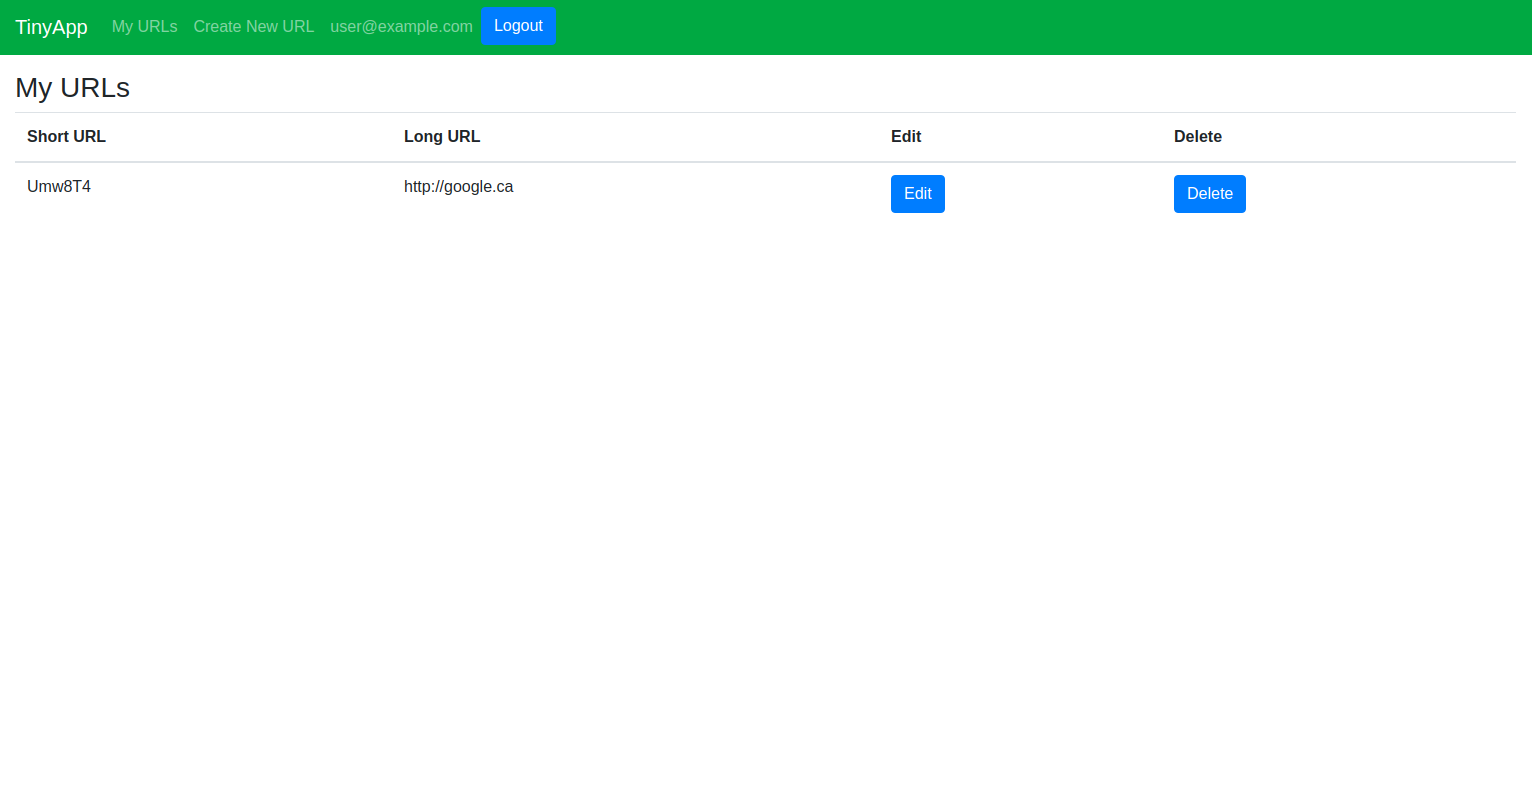 TinyApp My URLs Create New URL user@example.com Logout
My URLs
Short URL Long URL Edit Delete
Umw8T4 http://google.ca Edit Delete